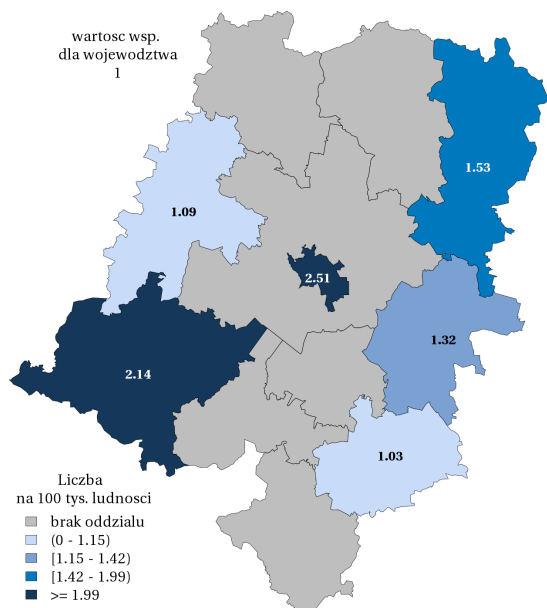 wartosc wsp.
dla wojewodztwa
1
1.53
1.09
2.51
1.32
2.14
1.03
Liczba
na 100 tys. ludnosci
brak oddzialu
(0 - 1.15)
[1.15 - 1.42)
[1.42 - 1.99)
>= 1.99